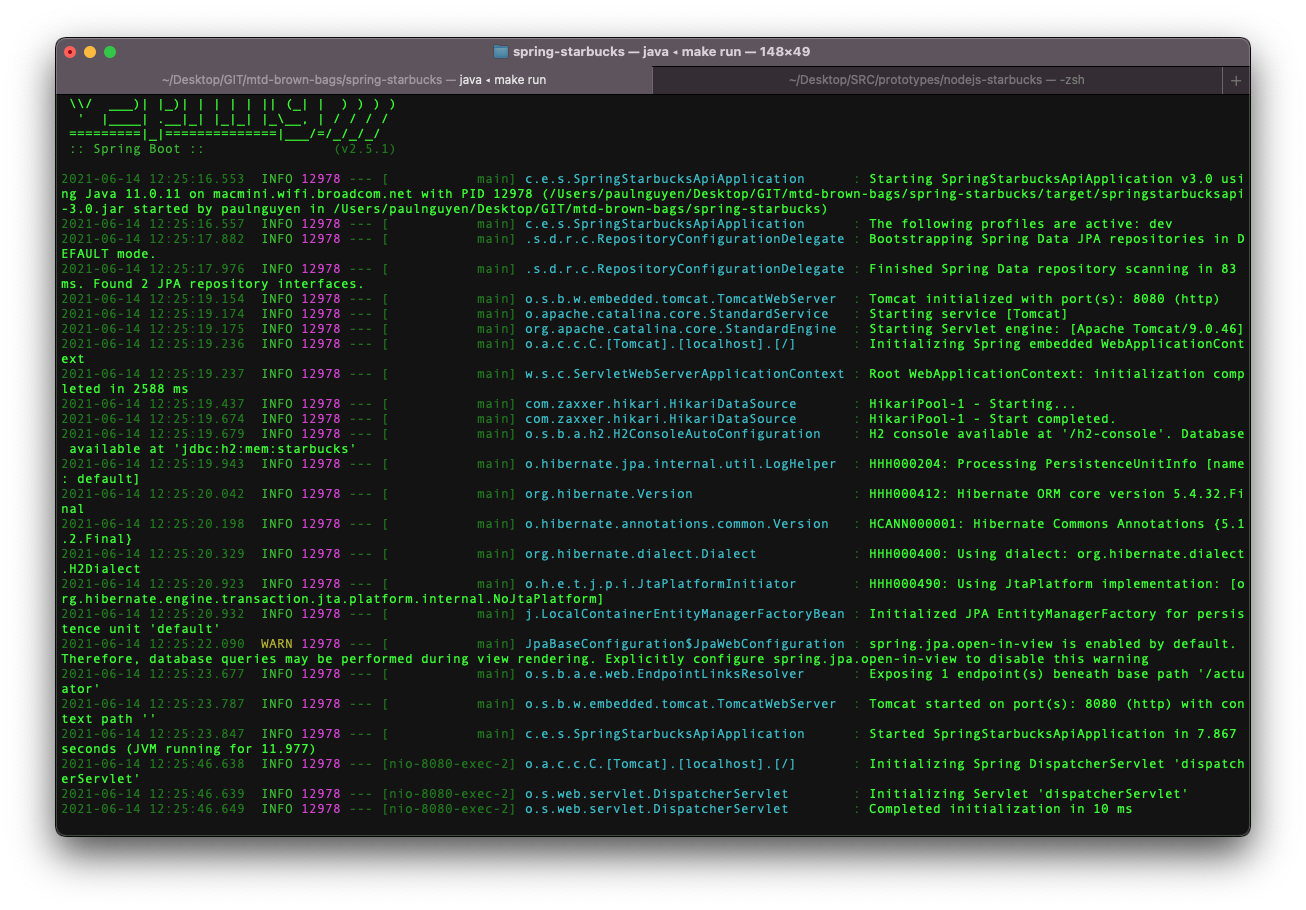 spring-starbucks — java ◂ make run — 148×49
~/Desktop/GIT/mtd-brown-bags/spring-starbucks — java ◂ make run
~/Desktop/SRC/prototypes/nodejs-starbucks — -zsh
+
 \\/  ___)| |_)| | | | | || (_| |  ) ) ) )
  '  |____| .__|_| |_|_| |_\__, | / / / /
 =========|_|==============|___/=/_/_/_/
 :: Spring Boot ::                (v2.5.1)
2021-06-14 12:25:16.553  INFO 12978 --- [           main] c.e.s.SpringStarbucksApiApplication      : Starting SpringStarbucksApiApplication v3.0 usi
ng Java 11.0.11 on macmini.wifi.broadcom.net with PID 12978 (/Users/paulnguyen/Desktop/GIT/mtd-brown-bags/spring-starbucks/target/springstarbucksapi
-3.0.jar started by paulnguyen in /Users/paulnguyen/Desktop/GIT/mtd-brown-bags/spring-starbucks)
2021-06-14 12:25:16.557  INFO 12978 --- [           main] c.e.s.SpringStarbucksApiApplication      : The following profiles are active: dev
2021-06-14 12:25:17.882  INFO 12978 --- [           main] .s.d.r.c.RepositoryConfigurationDelegate : Bootstrapping Spring Data JPA repositories in D
EFAULT mode.
2021-06-14 12:25:17.976  INFO 12978 --- [           main] .s.d.r.c.RepositoryConfigurationDelegate : Finished Spring Data repository scanning in 83
ms. Found 2 JPA repository interfaces.
2021-06-14 12:25:19.154  INFO 12978 --- [           main] o.s.b.w.embedded.tomcat.TomcatWebServer  : Tomcat initialized with port(s): 8080 (http)
2021-06-14 12:25:19.174  INFO 12978 --- [           main] o.apache.catalina.core.StandardService   : Starting service [Tomcat]
2021-06-14 12:25:19.175  INFO 12978 --- [           main] org.apache.catalina.core.StandardEngine  : Starting Servlet engine: [Apache Tomcat/9.0.46]
2021-06-14 12:25:19.236  INFO 12978 --- [           main] o.a.c.c.C.[Tomcat].[localhost].[/]       : Initializing Spring embedded WebApplicationCont
ext
2021-06-14 12:25:19.237  INFO 12978 --- [           main] w.s.c.ServletWebServerApplicationContext : Root WebApplicationContext: initialization comp
leted in 2588 ms
2021-06-14 12:25:19.437  INFO 12978 --- [           main] com.zaxxer.hikari.HikariDataSource       : HikariPool-1 - Starting...
2021-06-14 12:25:19.674  INFO 12978 --- [           main] com.zaxxer.hikari.HikariDataSource       : HikariPool-1 - Start completed.
2021-06-14 12:25:19.679  INFO 12978 --- [           main] o.s.b.a.h2.H2ConsoleAutoConfiguration    : H2 console available at '/h2-console'. Database
 available at 'jdbc:h2:mem:starbucks'
2021-06-14 12:25:19.943  INFO 12978 --- [           main] o.hibernate.jpa.internal.util.LogHelper  : HHH000204: Processing PersistenceUnitInfo [name
: default]
2021-06-14 12:25:20.042  INFO 12978 --- [           main] org.hibernate.Version                    : HHH000412: Hibernate ORM core version 5.4.32.Fi
nal
2021-06-14 12:25:20.198  INFO 12978 --- [           main] o.hibernate.annotations.common.Version   : HCANN000001: Hibernate Commons Annotations {5.1
.2.Final}
2021-06-14 12:25:20.329  INFO 12978 --- [           main] org.hibernate.dialect.Dialect            : HHH000400: Using dialect: org.hibernate.dialect
.H2Dialect
2021-06-14 12:25:20.923  INFO 12978 --- [           main] o.h.e.t.j.p.i.JtaPlatformInitiator       : HHH000490: Using JtaPlatform implementation: [o
rg.hibernate.engine.transaction.jta.platform.internal.NoJtaPlatform]
2021-06-14 12:25:20.932  INFO 12978 --- [           main] j.LocalContainerEntityManagerFactoryBean : Initialized JPA EntityManagerFactory for persis
tence unit 'default'
2021-06-14 12:25:22.090  WARN 12978 --- [           main] JpaBaseConfiguration$JpaWebConfiguration : spring.jpa.open-in-view is enabled by default.
Therefore, database queries may be performed during view rendering. Explicitly configure spring.jpa.open-in-view to disable this warning
2021-06-14 12:25:23.677  INFO 12978 --- [           main] o.s.b.a.e.web.EndpointLinksResolver      : Exposing 1 endpoint(s) beneath base path '/actu
ator'
2021-06-14 12:25:23.787  INFO 12978 --- [           main] o.s.b.w.embedded.tomcat.TomcatWebServer  : Tomcat started on port(s): 8080 (http) with con
text path ''
2021-06-14 12:25:23.847  INFO 12978 --- [           main] c.e.s.SpringStarbucksApiApplication      : Started SpringStarbucksApiApplication in 7.867
seconds (JVM running for 11.977)
2021-06-14 12:25:46.638  INFO 12978 --- [nio-8080-exec-2] o.a.c.c.C.[Tomcat].[localhost].[/]       : Initializing Spring DispatcherServlet 'dispatch
erServlet'
2021-06-14 12:25:46.639  INFO 12978 --- [nio-8080-exec-2] o.s.web.servlet.DispatcherServlet        : Initializing Servlet 'dispatcherServlet'
2021-06-14 12:25:46.649  INFO 12978 --- [nio-8080-exec-2] o.s.web.servlet.DispatcherServlet        : Completed initialization in 10 ms